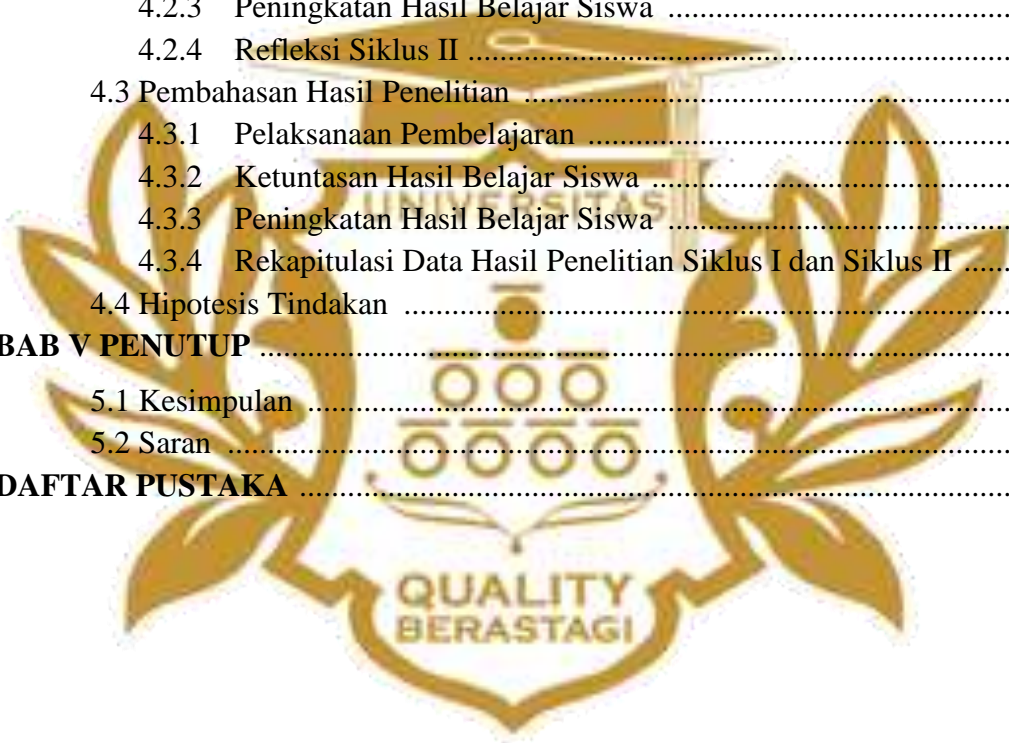 4.2.3 Peningkatan Hasil Belajar Siswa ........................................
4.2.4 Refleksi Siklus II ........................................
4.3 Pembahasan Hasil Penelitian ........................................
4.3.1 Pelaksanaan Pembelajaran ........................................
4.3.2 Ketuntasan Hasil Belajar Siswa ........................................
UNIVERSITAS
4.3.3 Peningkatan Hasil Belajar Siswa ........................................
4.3.4 Rekapitulasi Data Hasil Penelitian Siklus I dan Siklus II ......
4.4 Hipotesis Tindakan ........................................
BAB V PENUTUP ........................................
5.1 Kesimpulan ........................................
5.2 Saran ........................................
DAFTAR PUSTAKA ........................................
QUALITY
BERASTAGI